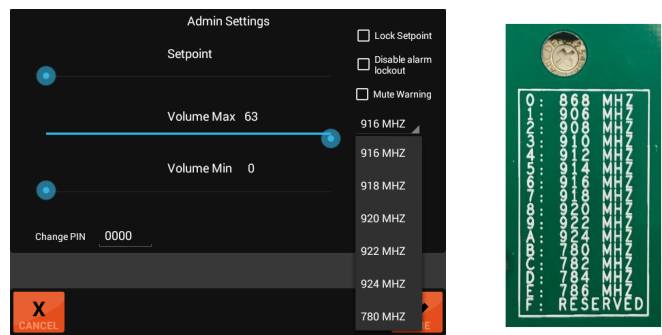 Admin Settings
Setpoint
Lock Setpoint
Disable alarm
lockout
Mute Warning
Volume Max 63
916 MHZ
Volume Min 0
916 MHZ
918 MHZ
920 MHZ
922 MHZ
924 MHZ
780 MHZ
Change PIN 0000
X
CANCEL
0: 868 MHZ
1: 906 MHZ
2: 908 MHZ
3: 910 MHZ
4: 912 MHZ
5: 914 MHZ
6: 916 MHZ
7: 918 MHZ
8: 920 MHZ
9: 922 MHZ
A: 924 MHZ
B: 780 MHZ
C: 782 MHZ
D: 784 MHZ
E: 786 MHZ
F: RESERVED